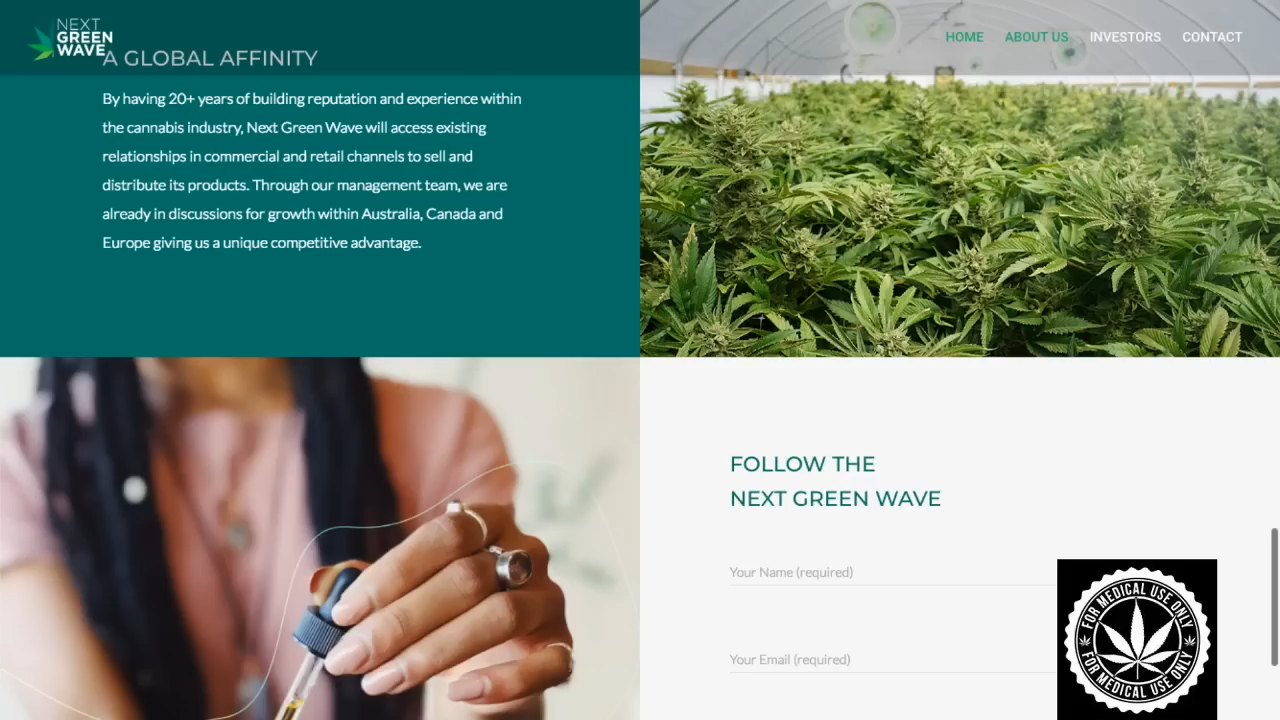 NEXT
GREEN
WAVE
HOME ABOUT US INVESTORS CONTACT
A GLOBAL AFFINITY
By having 20+ years of building reputation and experience within
the cannabis industry, Next Green Wave will access existing
relationships in commercial and retail channels to sell and
distribute its products. Through our management team, we are
already in discussions for growth within Australia, Canada and
Europe giving us a unique competitive advantage.
FOLLOW THE
NEXT GREEN WAVE
Your Name (required)
Your Email (required)
FOR MEDICAL USE ONLY
FOR MEDICAL USE ONLY